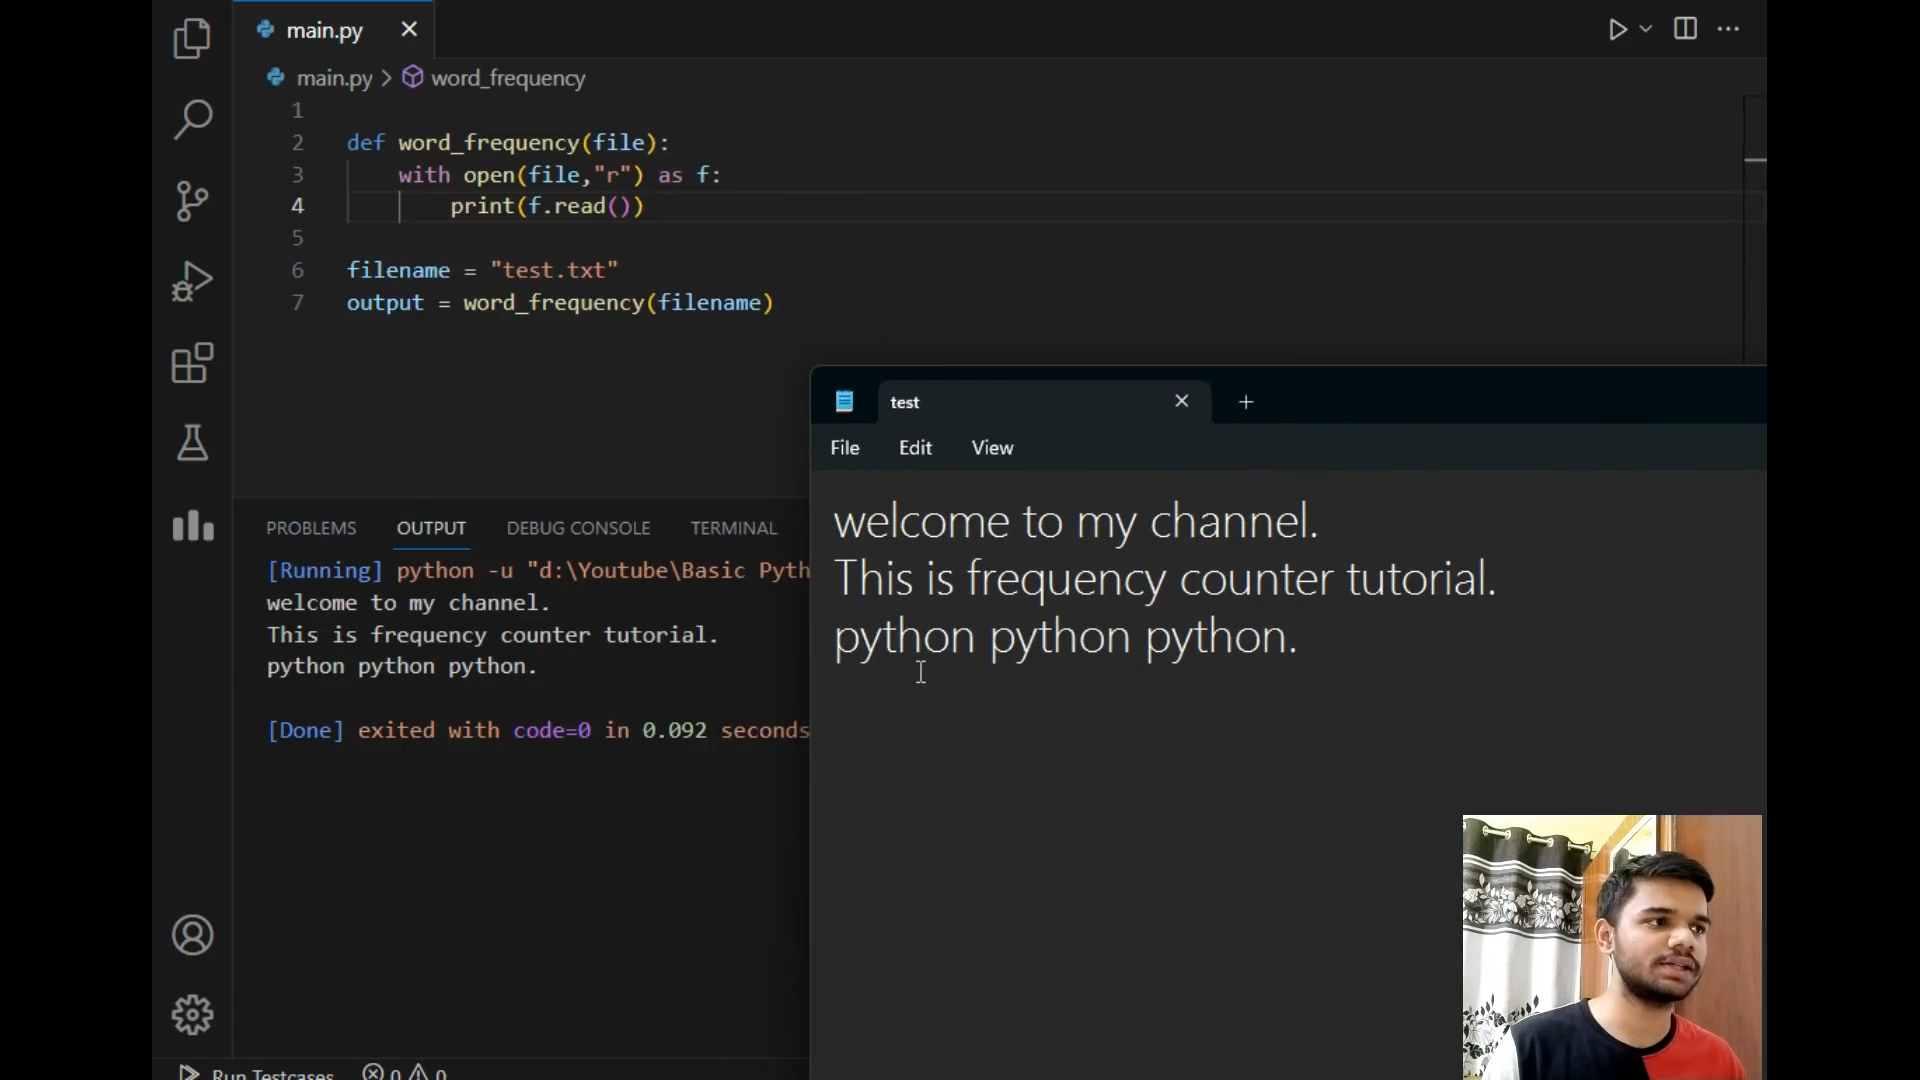 main.py
main.py > word_frequency
1
2 def word_frequency(file):
3 with open(file,"r") as f:
4 print(f.read())
5
6 filename = "test.txt"
7 output = word_frequency(filename)
test
File Edit View
welcome to my channel.
This is frequency counter tutorial.
python python python.
PROBLEMS OUTPUT DEBUG CONSOLE TERMINAL
[Running] python -u "d:\Youtube\Basic Pyth
welcome to my channel.
This is frequency counter tutorial.
python python python.
[Done] exited with code=0 in 0.092 seconds
Run Testcases 0 0